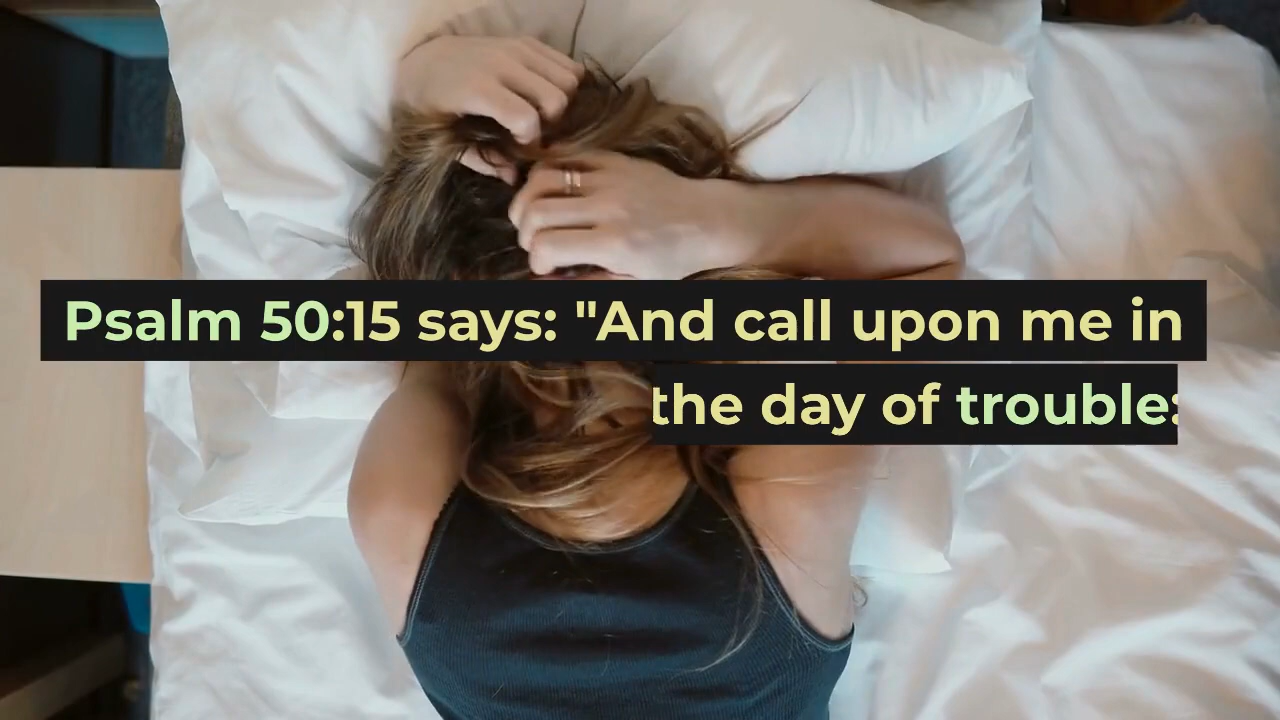 Psalm 50:15 says: "And call upon me in
the day of trouble: